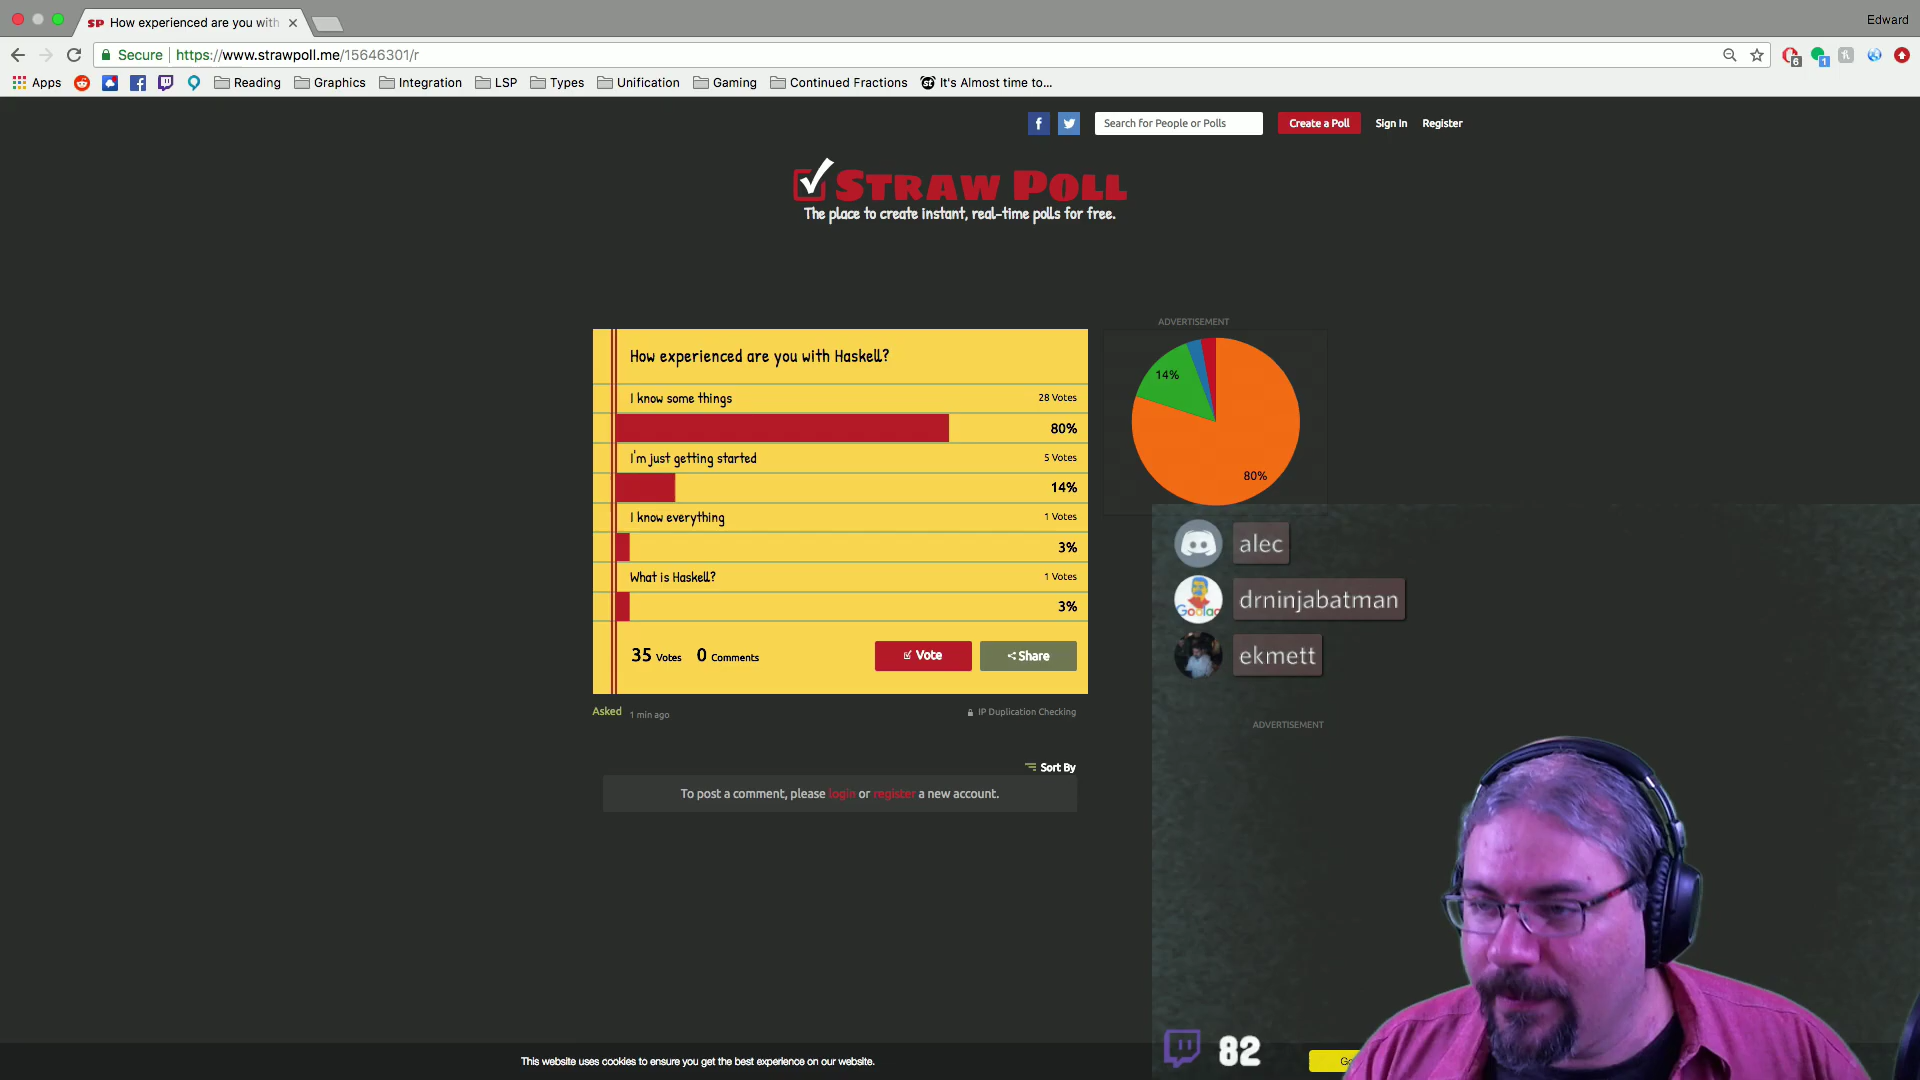 SP How experienced are you with
Edward
Secure https://www.strawpoll.me/15646301/r
6
1
Apps Reading Graphics Integration LSP Types Unification Gaming Continued Fractions It's Almost time to...
f Search for People or Polls Create a Poll Sign In Register
STRAW POLL
The place to create instant, real-time polls for free.
ADVERTISEMENT
How experienced are you with Haskell?
I know some things 28 Votes
80%
I'm just getting started 5 Votes
14%
I know everything 1 Votes
3%
What is Haskell? 1 Votes
3%
35 Votes 0 Comments Vote Share
Asked 1 min ago IP Duplication Checking
14%
80%
alec
drninjabatman
ekmett
ADVERTISEMENT
Sort By
To post a comment, please login or register a new account.
82
This website uses cookies to ensure you get the best experience on our website.